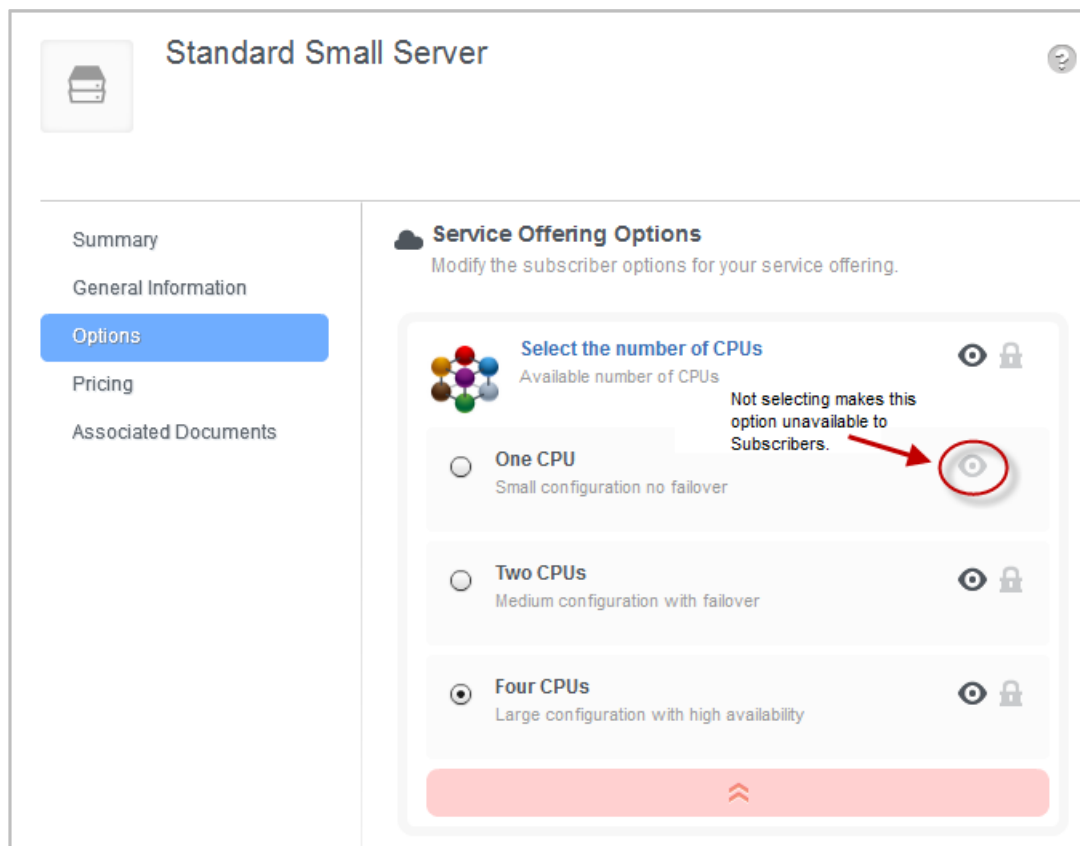 Standard Small Server
?
Summary
General Information
Options
Pricing
Associated Documents
Service Offering Options
Modify the subscriber options for your service offering.
Select the number of CPUs
Available number of CPUs
Not selecting makes this
option unavailable to
Subscribers.
One CPU
Small configuration no failover
Two CPUs
Medium configuration with failover
Four CPUs
Large configuration with high availability